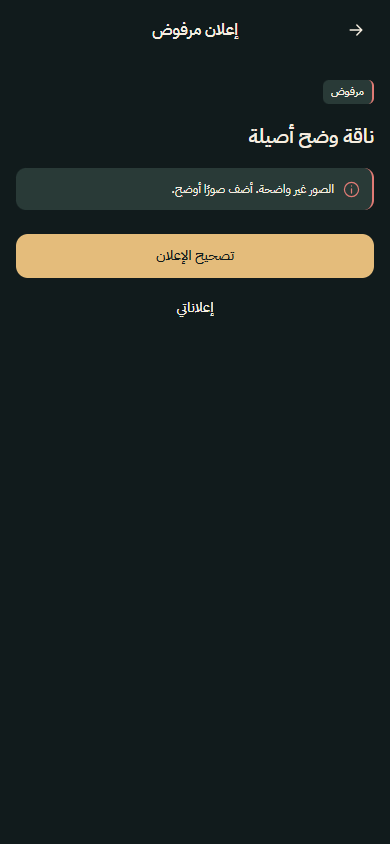 إعلان مرفوض
مرفوض
ناقة وضح أصيلة
الصور غير واضحة. أضف صورًا أوضح.
تصحيح الإعلان
إعلاناتي